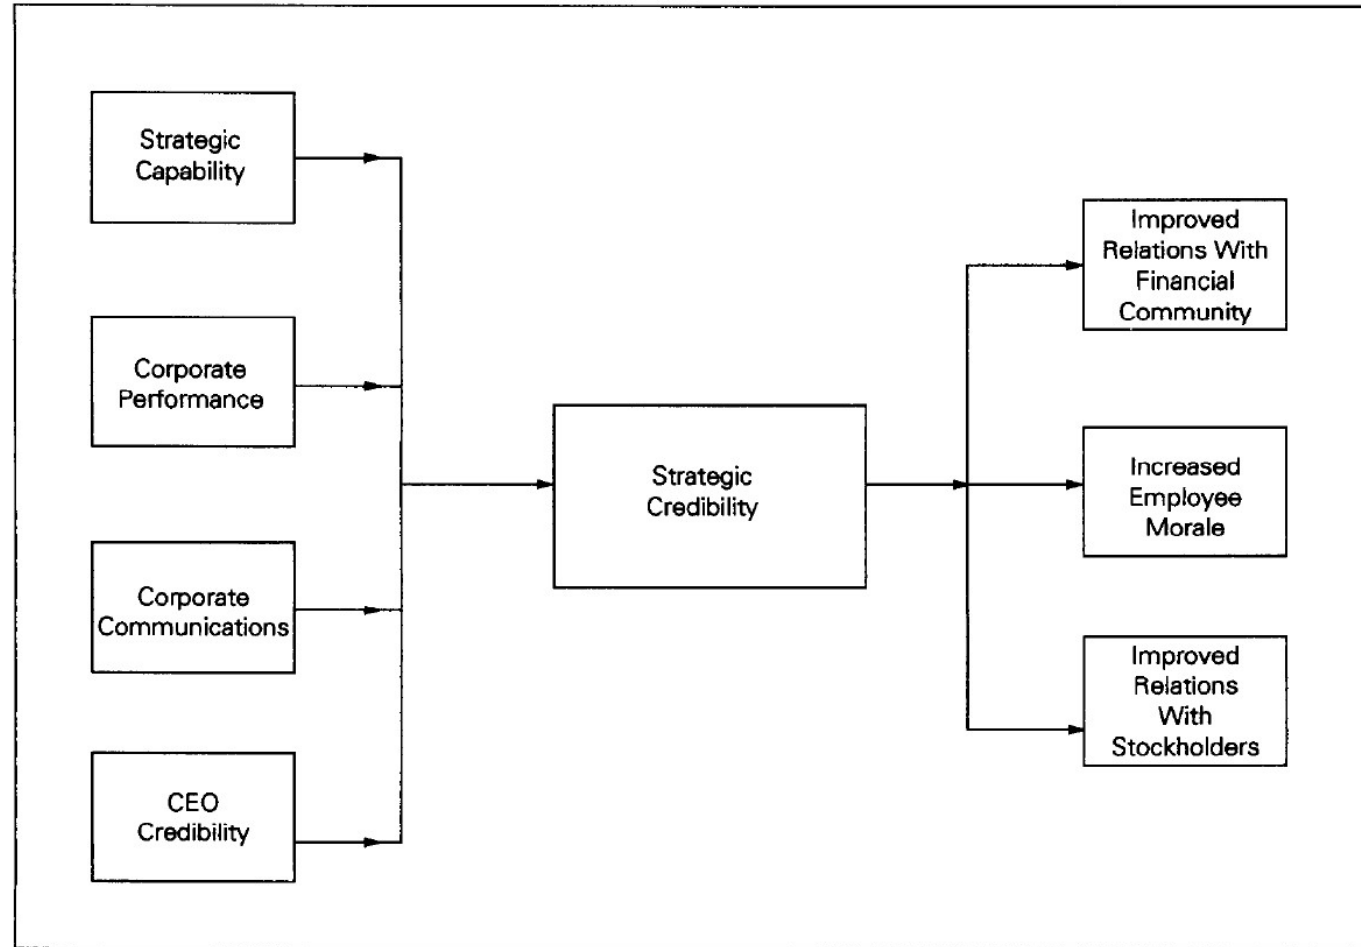 Strategic
Capability
Corporate
Performance
Corporate
Communications
CEO
Credibility
Strategic
Credibility
Improved
Relations With
Financial
Community
Increased
Employee
Morale
Improved
Relations
With
Stockholders